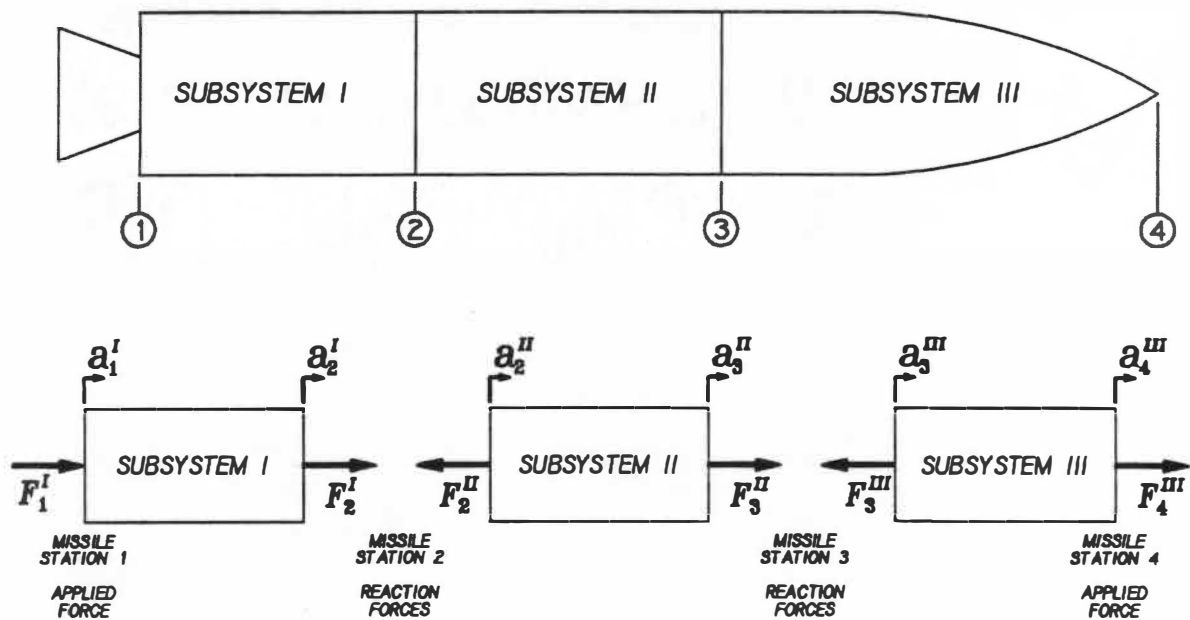 SUBSYSTEM I SUBSYSTEM II SUBSYSTEM III
1 2 3 4
a₁ᴵ a₂ᴵ a₂ᴵᴵ a₃ᴵᴵ a₃ᴵᴵᴵ a₄ᴵᴵᴵ
SUBSYSTEM I SUBSYSTEM II SUBSYSTEM III
F₁ᴵ F₂ᴵ F₂ᴵᴵ F₃ᴵᴵ F₃ᴵᴵᴵ F₄ᴵᴵᴵ
MISSILE MISSILE MISSILE MISSILE
STATION 1 STATION 2 STATION 3 STATION 4
APPLIED REACTION REACTION APPLIED
FORCE FORCES FORCES FORCE